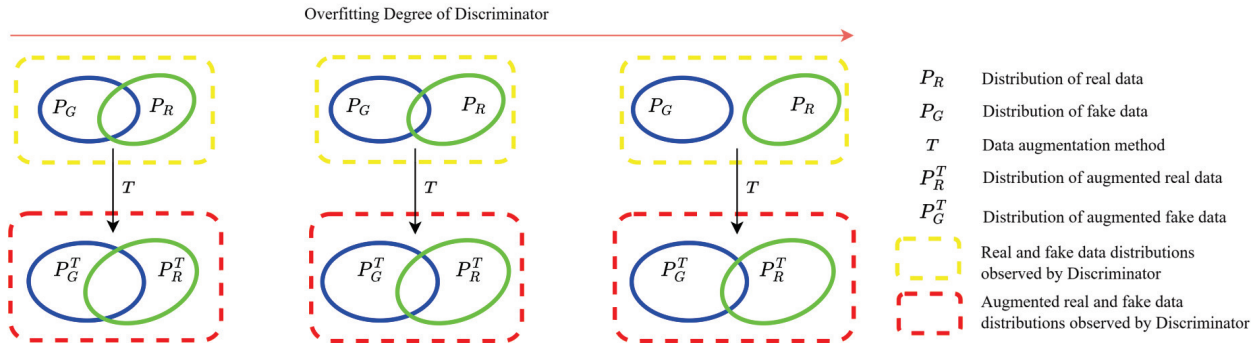 Overfitting Degree of Discriminator
P_G P_R
P_G P_R
P_G P_R
T
T
T
P_G^T P_R^T
P_G^T P_R^T
P_G^T P_R^T
P_R Distribution of real data
P_G Distribution of fake data
T Data augmentation method
P_R^T Distribution of augmented real data
P_G^T Distribution of augmented fake data
Real and fake data distributions
observed by Discriminator
Augmented real and fake data
distributions observed by Discriminator